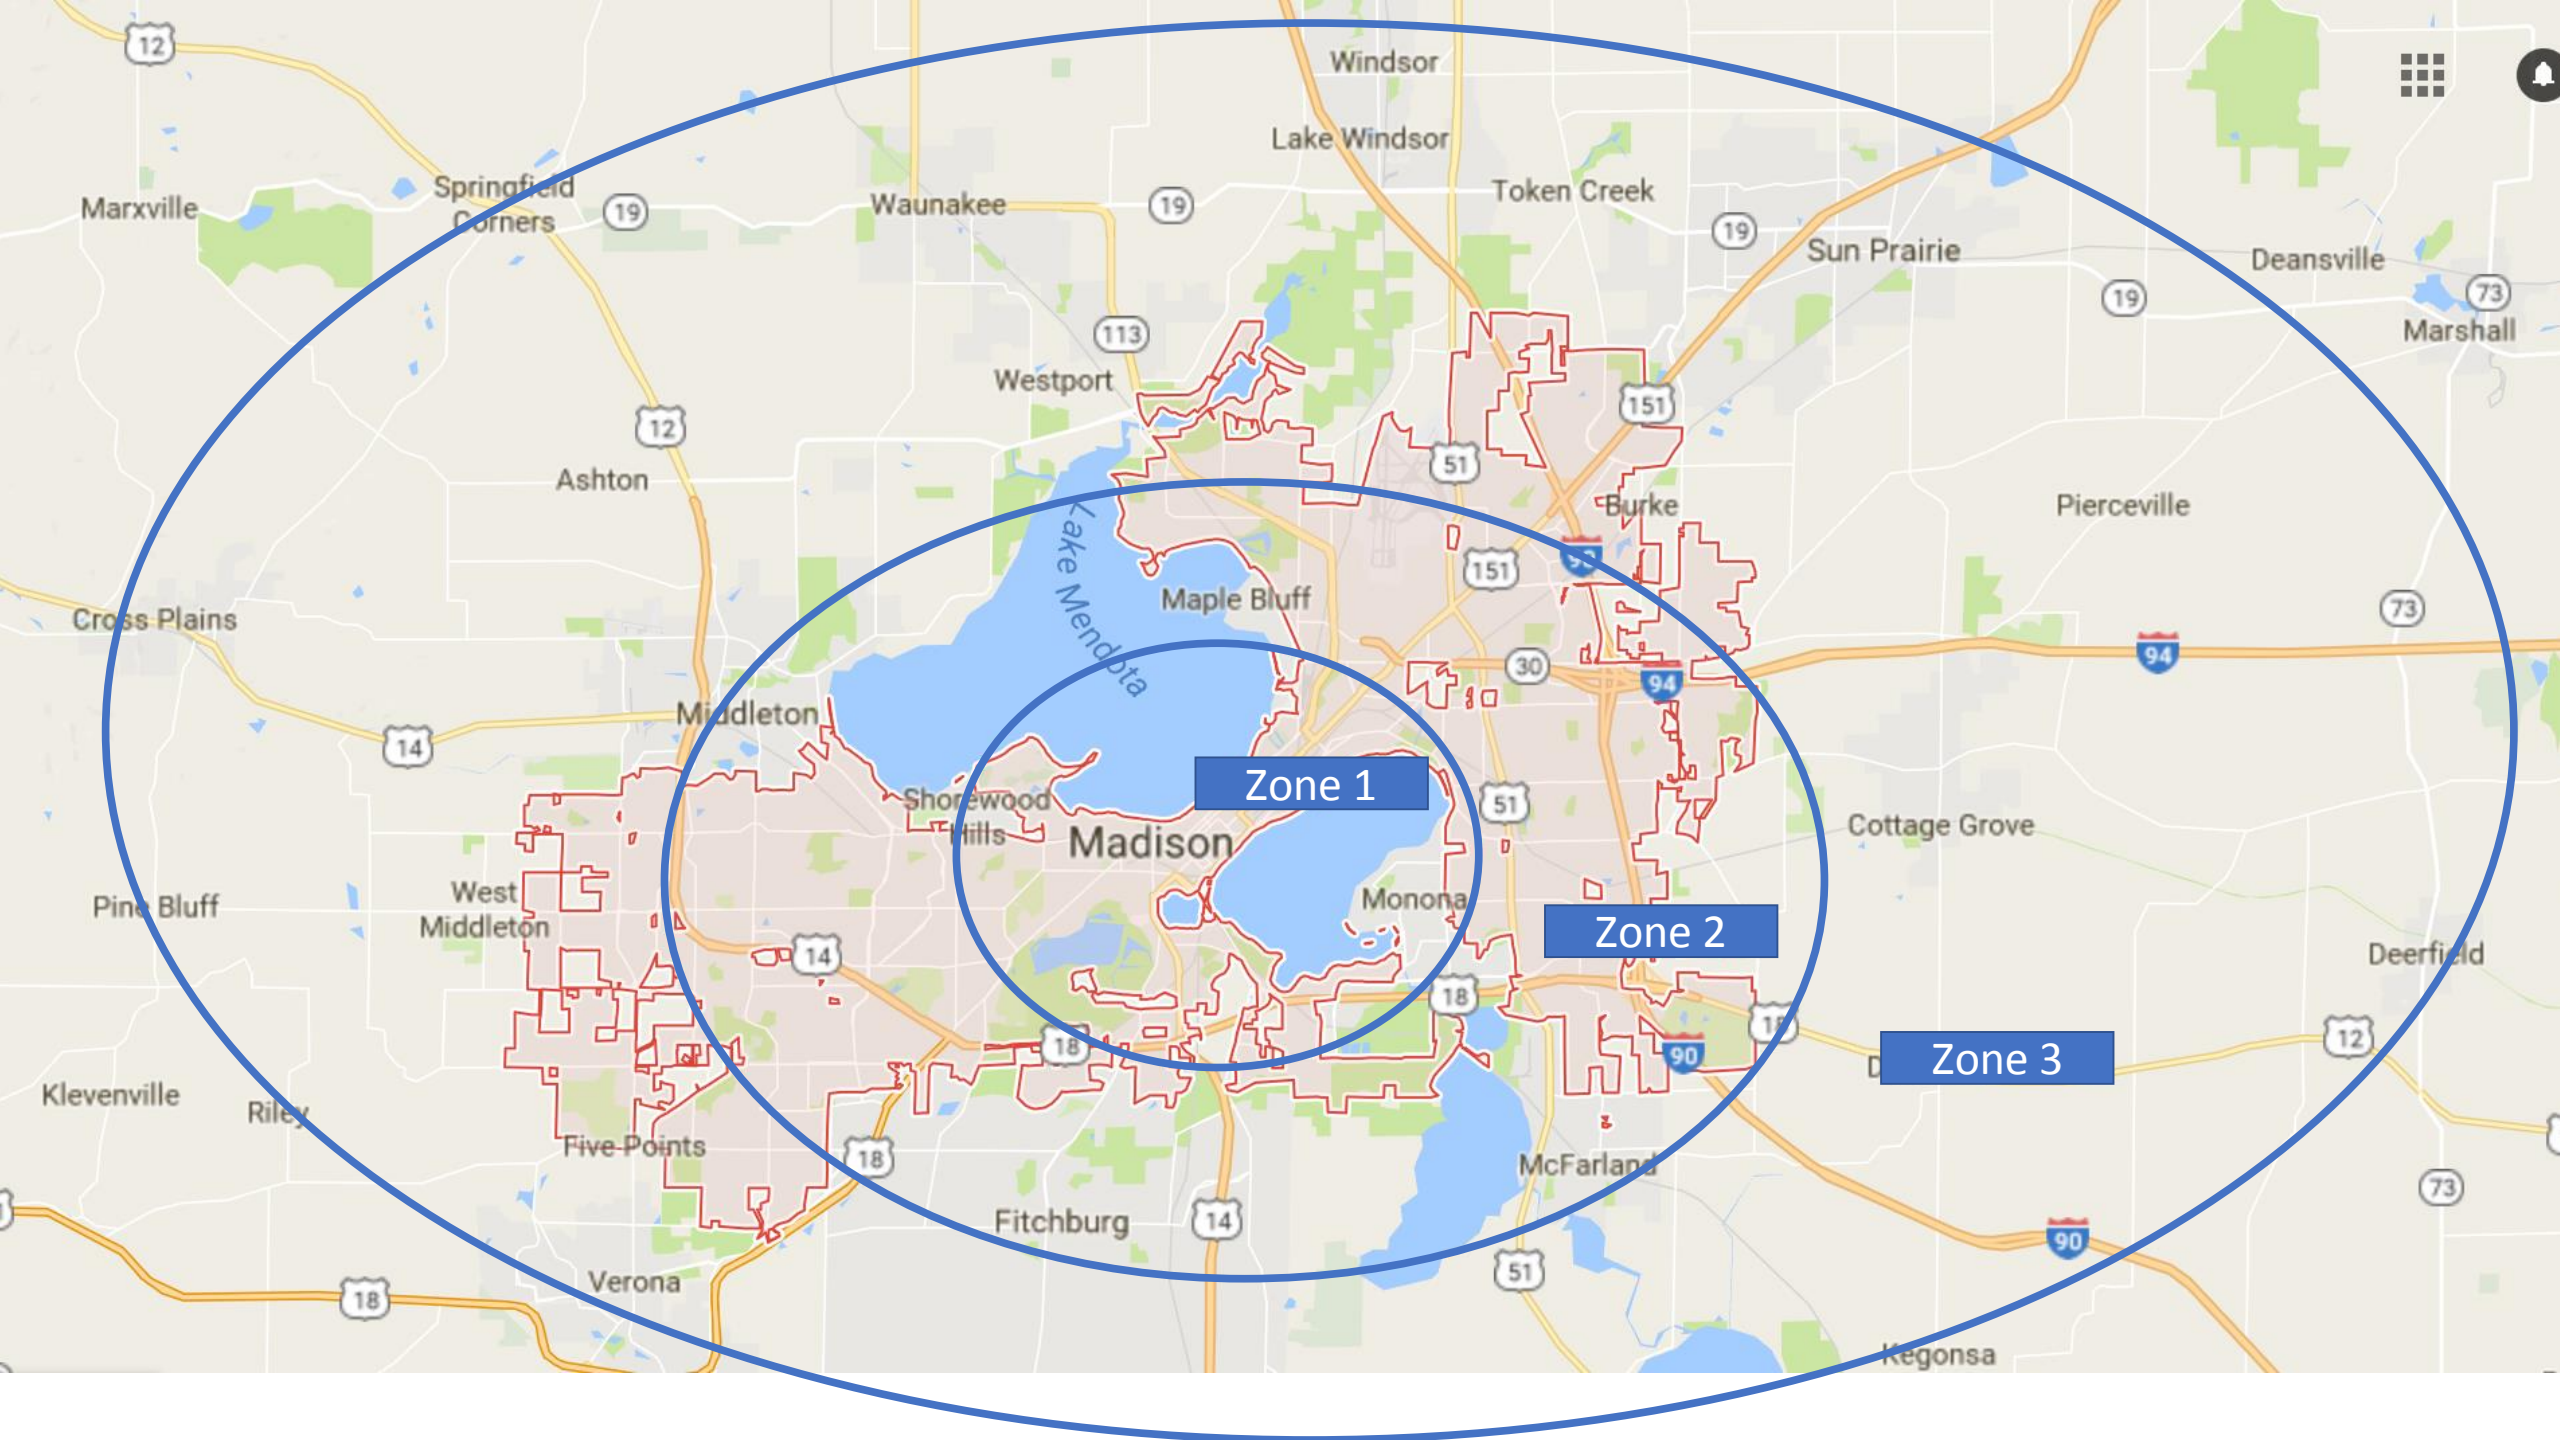 12
Windsor
Lake Windsor
Springfield
Corners
19
Marxville
Waunakee
19
Token Creek
19
Sun Prairie
Deansville
19
73
Marshall
113
Westport
12
151
Ashton
51
Burke
Pierceville
Lake Mendota
151
90
Maple Bluff
Cross Plains
73
94
30
94
Middleton
14
Zone 1
Shorewood
Hills
51
Madison
Cottage Grove
West
Middleton
Monona
Pine Bluff
Zone 2
14
Deerfield
18
18
18
90
Zone 3
12
D
Klevenville
Riley
Five Points
18
McFarland
73
Fitchburg
14
Verona
51
90
18
Kegonsa